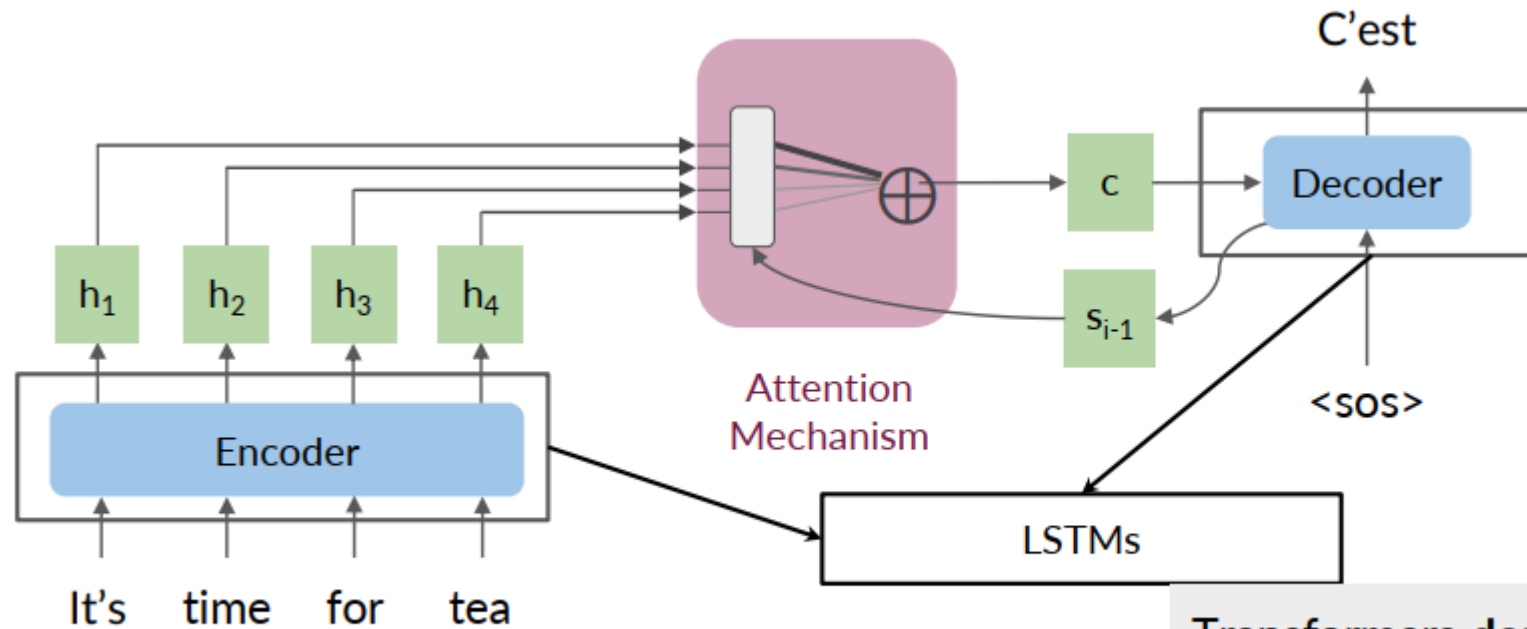 C'est
Decoder
c
h₁ h₂ h₃ h₄
sᵢ₋₁
Attention
Mechanism
<sos>
Encoder
LSTMs
It's time for tea